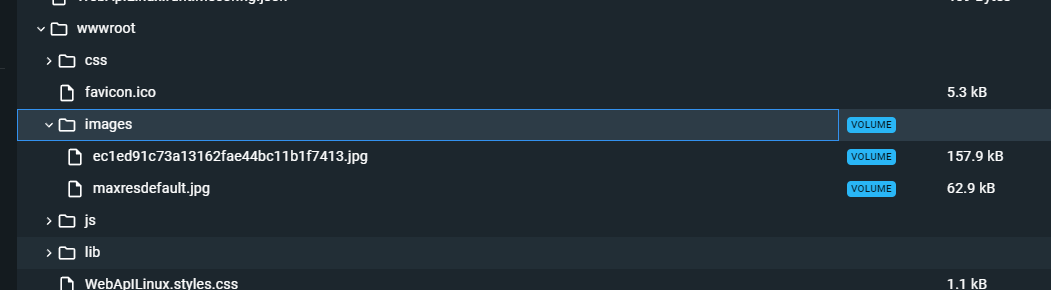 wwwroot
css
favicon.ico 5.3 kB
images VOLUME
ec1ed91c73a13162fae44bc11b1f7413.jpg VOLUME 157.9 kB
maxresdefault.jpg VOLUME 62.9 kB
js
lib
WebApILinux.styles.css 1.1 kB